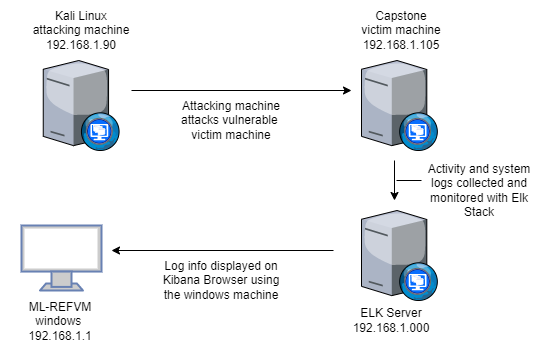 Kali Linux
attacking machine
192.168.1.90
Capstone
victim machine
192.168.1.105
Attacking machine
attacks vulnerable
victim machine
Activity and system
logs collected and
monitored with Elk
Stack
Log info displayed on
Kibana Browser using
the windows machine
ML-REFVM
windows
192.168.1.1
ELK Server
192.168.1.000